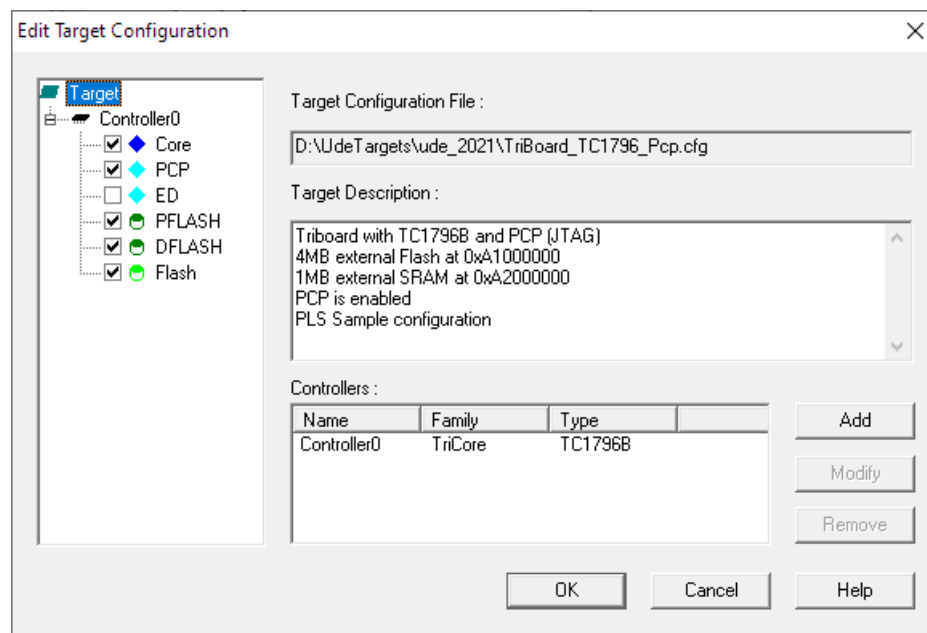 Edit Target Configuration
Target
Controller0
Core
PCP
ED
PFLASH
DFLASH
Flash
Target Configuration File :
D:\UdeTargets\ude_2021\TriBoard_TC1796_Pcp.cfg
Target Description :
Triboard with TC1796B and PCP (JTAG)
4MB external Flash at 0xA1000000
1MB external SRAM at 0xA2000000
PCP is enabled
PLS Sample configuration
Controllers :
Name Family Type
Controller0 TriCore TC1796B
Add
Modify
Remove
OK Cancel Help